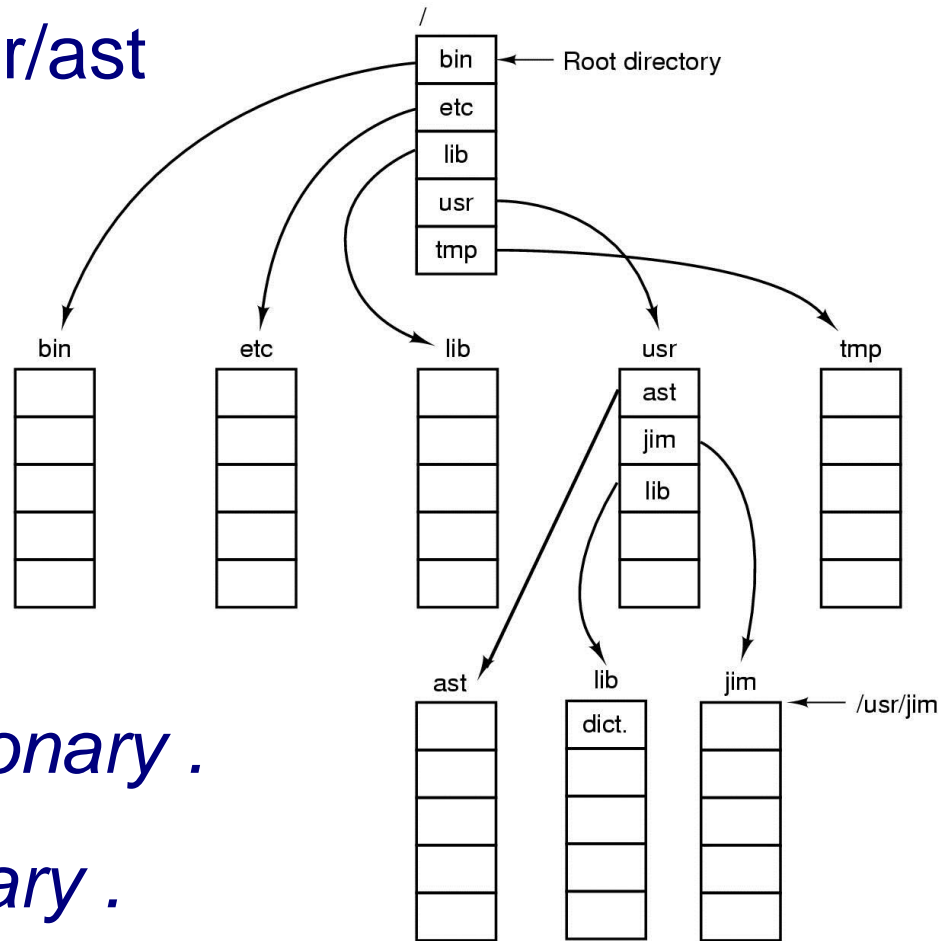 /
r/ast
bin
Root directory
etc
lib
usr
tmp
bin
etc
lib
usr
tmp
ast
jim
lib
ast
lib
jim
/usr/jim
dict.
onary .
ary .